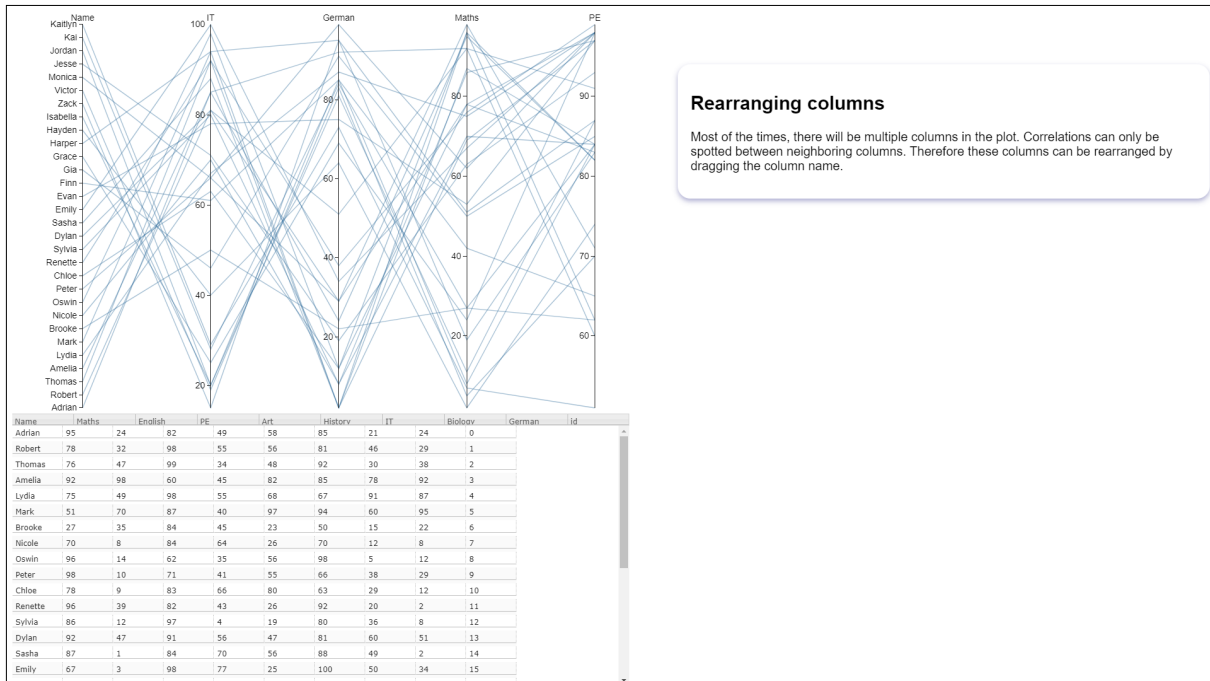 Name IT German Maths PE
Kaitlyn
Kai
Jordan
Jesse
Monica
Victor
Zack
Isabella
Hayden
Harper
Grace
Gia
Finn
Evan
Emily
Sasha
Dylan
Sylvia
Renette
Chloe
Peter
Oswin
Nicole
Brooke
Mark
Lydia
Amelia
Thomas
Robert
Adrian
100
80
60
40
20
80
60
40
20
80
60
40
20
90
80
70
60
Rearranging columns
Most of the times, there will be multiple columns in the plot. Correlations can only be
spotted between neighboring columns. Therefore these columns can be rearranged by
dragging the column name.
Name Maths English PE Art History IT Biology German id
Adrian 95 24 82 49 58 85 21 24 0
Robert 78 32 98 55 56 81 46 29 1
Thomas 76 47 99 34 48 92 30 38 2
Amelia 92 98 60 45 82 85 78 92 3
Lydia 75 49 98 55 68 67 91 87 4
Mark 51 70 87 40 97 94 60 95 5
Brooke 27 35 84 45 23 50 15 22 6
Nicole 70 8 84 64 26 70 12 8 7
Oswin 96 14 62 35 56 98 5 12 8
Peter 98 10 71 41 55 66 38 29 9
Chloe 78 9 83 66 80 63 29 12 10
Renette 96 39 82 43 26 92 20 2 11
Sylvia 86 12 97 4 19 80 36 8 12
Dylan 92 47 91 56 47 81 60 51 13
Sasha 87 1 84 70 56 88 49 2 14
Emily 67 3 98 77 25 100 50 34 15